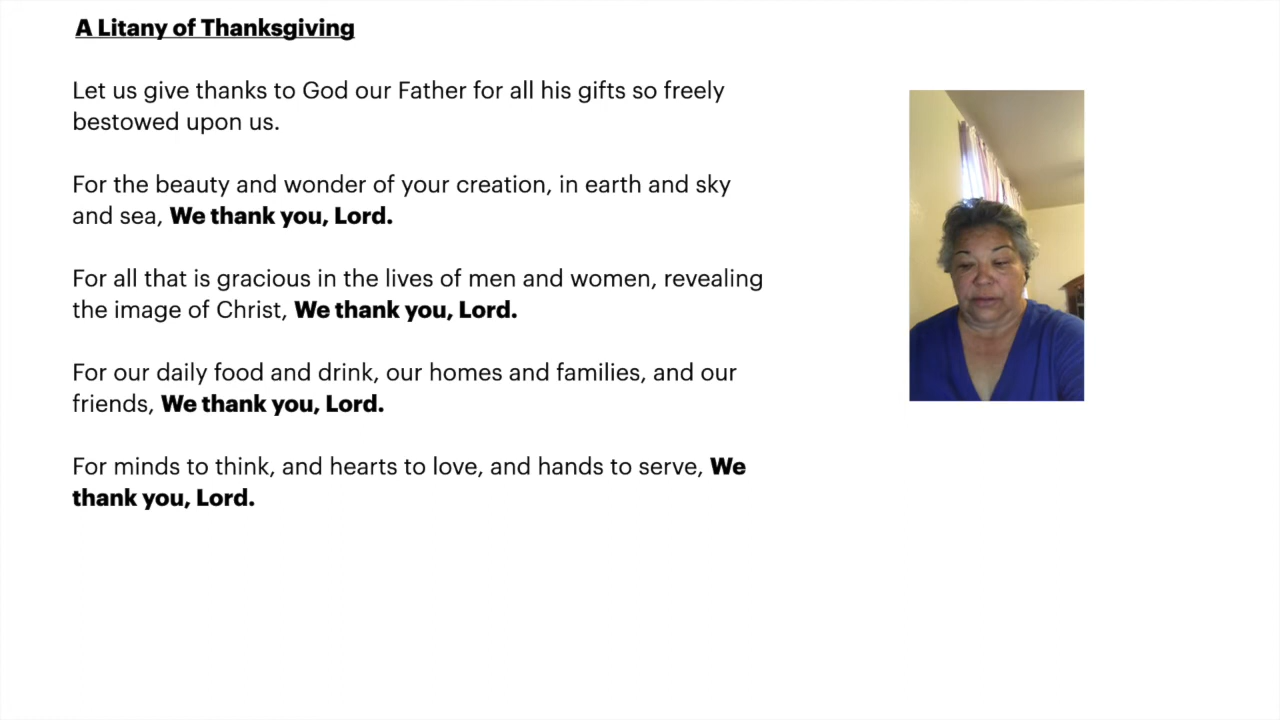 A Litany of Thanksgiving
Let us give thanks to God our Father for all his gifts so freely
bestowed upon us.
For the beauty and wonder of your creation, in earth and sky
and sea, We thank you, Lord.
For all that is gracious in the lives of men and women, revealing
the image of Christ, We thank you, Lord.
For our daily food and drink, our homes and families, and our
friends, We thank you, Lord.
For minds to think, and hearts to love, and hands to serve, We
thank you, Lord.